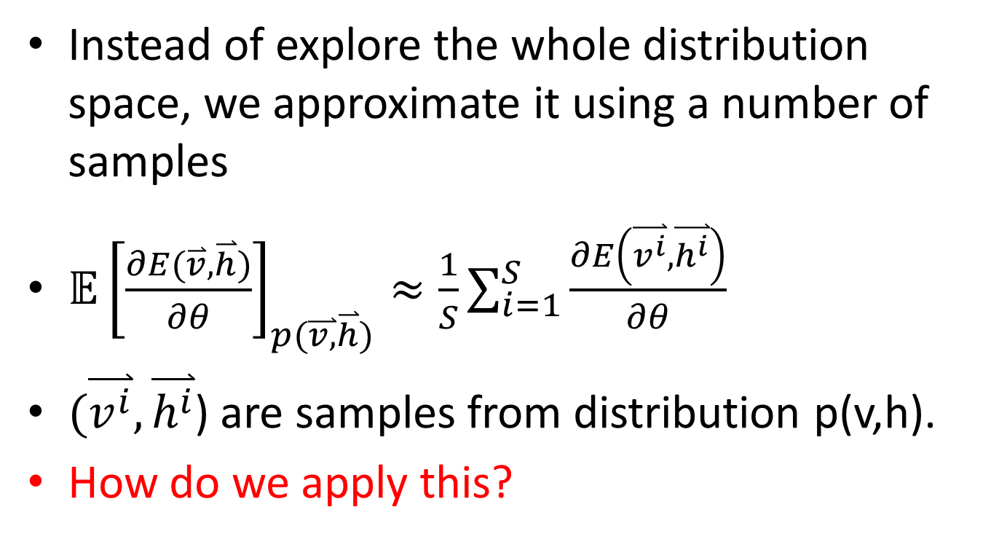 • Instead of explore the whole distribution
space, we approximate it using a number of
samples
• $\mathbb{E}\left[\frac{\partial E(\vec{v},\vec{h})}{\partial \theta}\right]_{p(\overrightarrow{v},\vec{h})} \approx \frac{1}{S}\sum_{i=1}^{S}\frac{\partial E\left(\overrightarrow{v^i},\overrightarrow{h^i}\right)}{\partial \theta}$
• $(\overrightarrow{v^i},\overrightarrow{h^i})$ are samples from distribution p(v,h).
• How do we apply this?